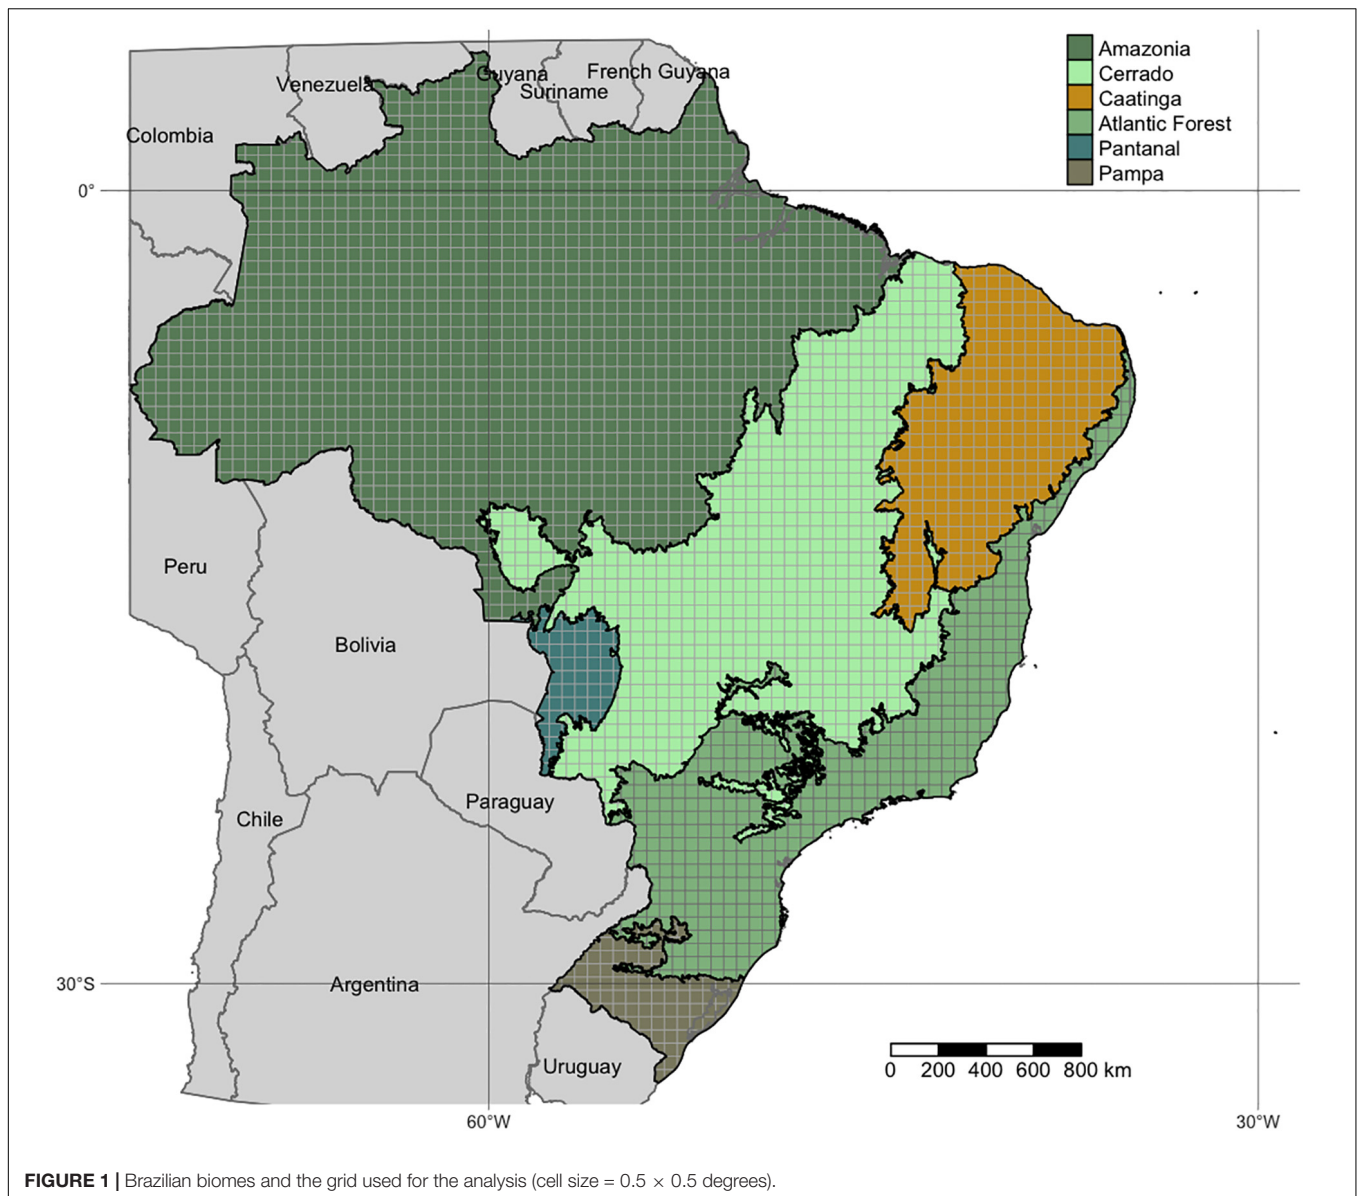 Amazonia
Cerrado
Caatinga
Atlantic Forest
Pantanal
Pampa
Venezuela
Guyana
French Guyana
Suriname
Colombia
0°
Peru
Bolivia
Paraguay
Chile
30°S
Argentina
Uruguay
0 200 400 600 800 km
60°W
30°W
FIGURE 1 | Brazilian biomes and the grid used for the analysis (cell size = 0.5 × 0.5 degrees).